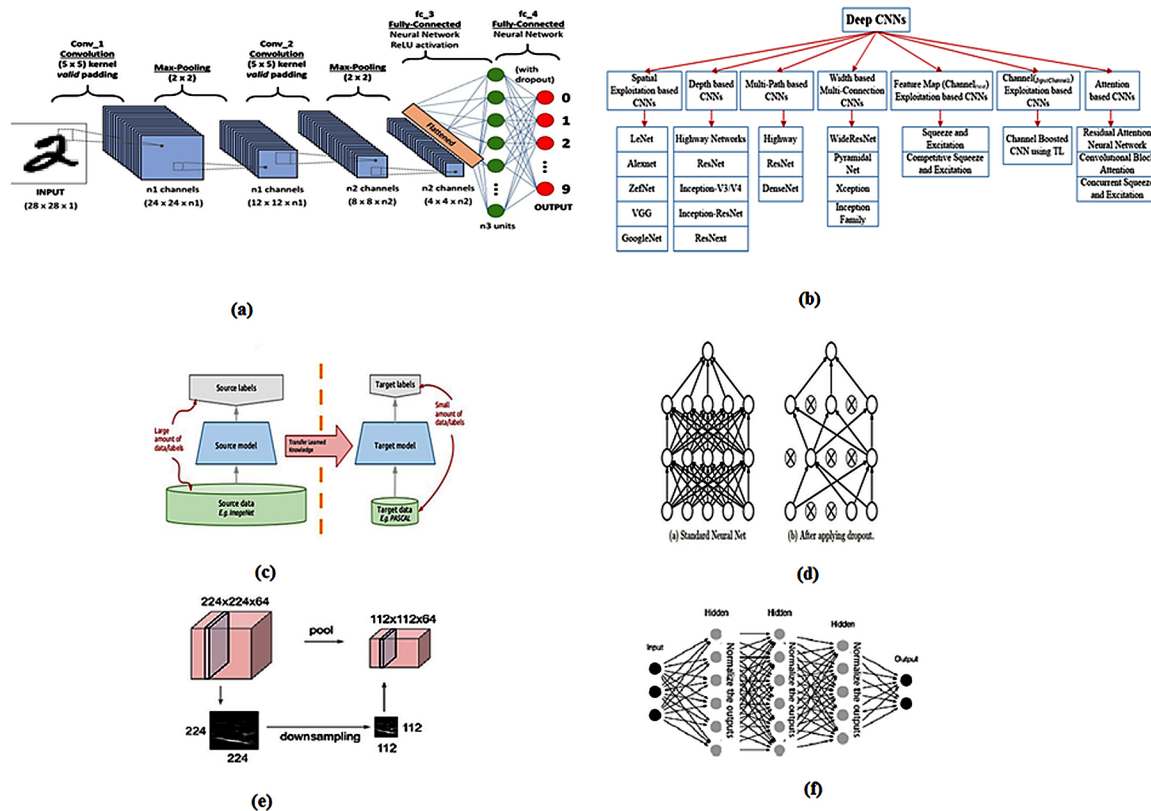 fc_3
Fully-Connected
Neural Network
ReLU activation
fc_4
Fully-Connected
Neural Network
Conv_1
Convolution
(5 x 5) kernel
valid padding
Max-Pooling
(2 x 2)
Conv_2
Convolution
(5 x 5) kernel
valid padding
Max-Pooling
(2 x 2)
(with
dropout)
Flattened
0
1
2
9
INPUT
(28 x 28 x 1)
n1 channels
(24 x 24 x n1)
n1 channels
(12 x 12 x n1)
n2 channels
(8 x 8 x n2)
n2 channels
(4 x 4 x n2)
n3 units
OUTPUT
(a)
Deep CNNs
Spatial
Exploitation based
CNNs
Depth based
CNNs
Multi-Path based
CNNs
Width based
Multi-Connection
CNNs
Feature Map (Channel
Exploitation based CNNs
Channel(InputChannel)
Exploitation based CNNs
Attention
based CNNs
LeNet
Alexnet
ZefNet
VGG
GoogleNet
Highway Networks
ResNet
Inception-V3/V4
Inception-ResNet
ResNext
Highway
ResNet
DenseNet
WideResNet
Pyramidal
Net
Xception
Inception
Family
Squeeze and
Excitation
Competitive Squeeze
and Excitation
Channel Boosted
CNN using TL
Residual Attention
Neural Network
Convolutional Block
Attention
Concurrent Squeeze
and Excitation
(b)
Source labels
Large
amount of
data/labels
Source model
Source data
E.g. ImageNet
Transfer Learned
Knowledge
Target labels
Small
amount of
data/labels
Target model
Target data
E.g. PASCAL
(c)
(a) Standard Neural Net
(b) After applying dropout.
(d)
224x224x64
pool
112x112x64
224
224
downsampling
112
112
(e)
Input
Hidden
Hidden
Hidden
Output
Normalize the outputs
Normalize the outputs
Normalize the outputs
(f)